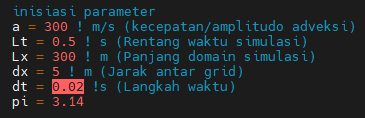 inisiasi parameter
a = 300 ! m/s (kecepatan/amplitudo adveksi)
Lt = 0.5 ! s (Rentang waktu simulasi)
Lx = 300 ! m (Panjang domain simulasi)
dx = 5 ! m (Jarak antar grid)
dt = 0.02 !s (Langkah waktu)
pi = 3.14